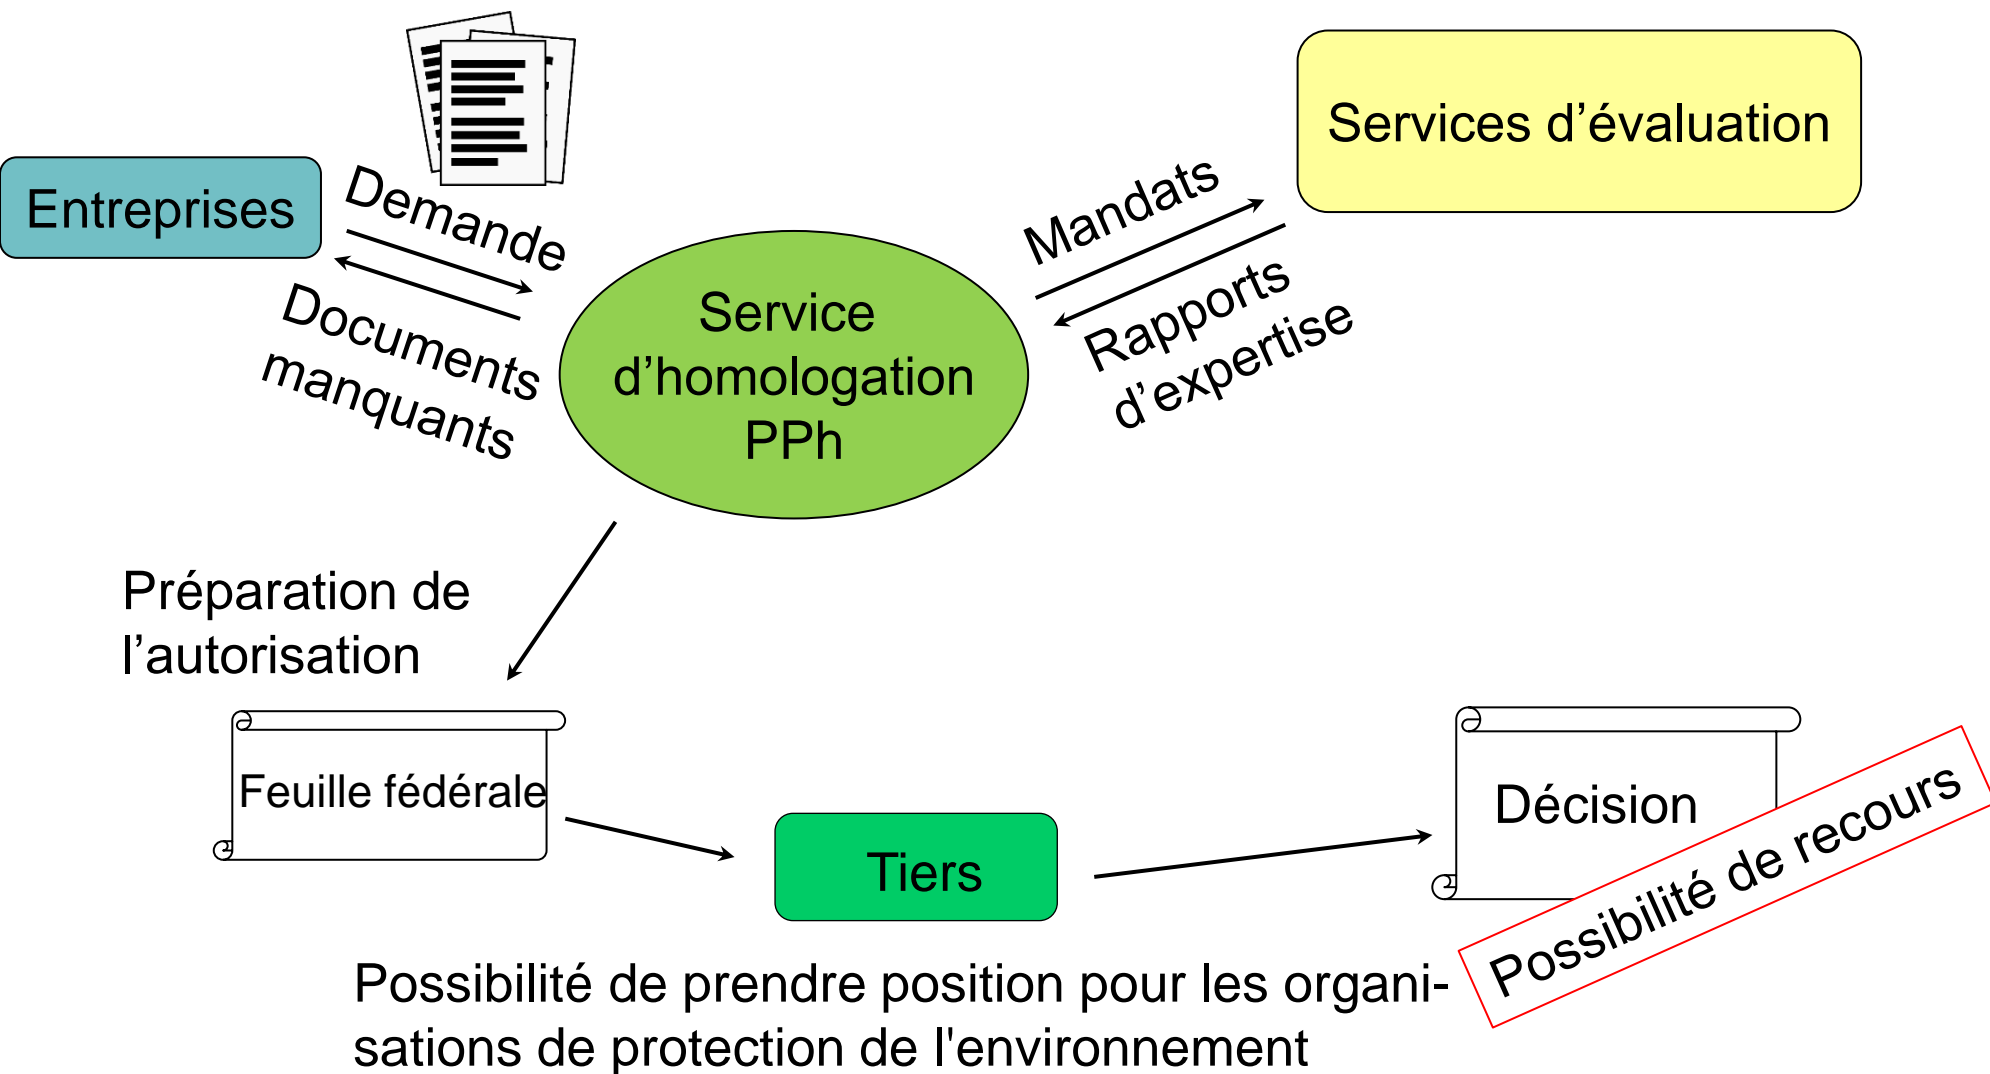 Entreprises
Demande
Documents
manquants
Service
d’homologation
PPh
Mandats
Rapports
d’expertise
Services d’évaluation
Préparation de
l’autorisation
Feuille fédérale
Tiers
Décision
Possibilité de recours
Possibilité de prendre position pour les organi-
sations de protection de l'environnement